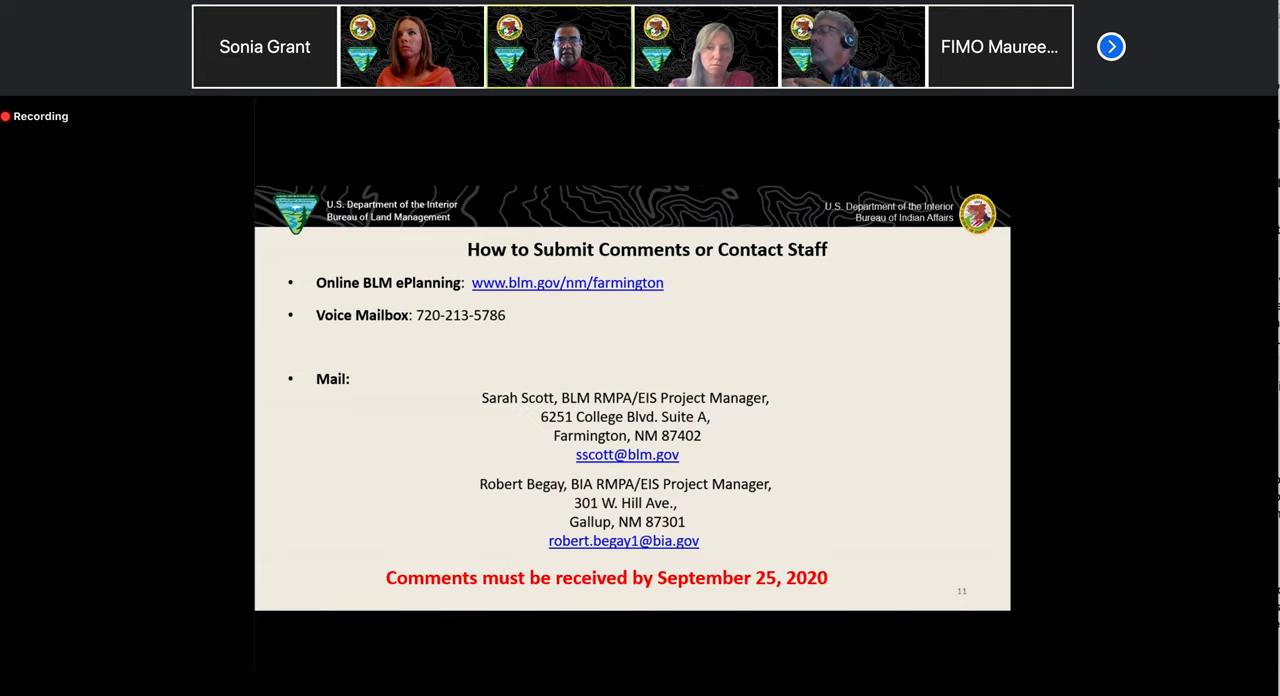 Sonia Grant
FIMO Mauree...
Recording
U.S. Department of the Interior
Bureau of Land Management
U.S. Department of the Interior
Bureau of Indian Affairs
How to Submit Comments or Contact Staff
• Online BLM ePlanning: www.blm.gov/nm/farmington
• Voice Mailbox: 720-213-5786
• Mail:
Sarah Scott, BLM RMPA/EIS Project Manager,
6251 College Blvd. Suite A,
Farmington, NM 87402
sscott@blm.gov
Robert Begay, BIA RMPA/EIS Project Manager,
301 W. Hill Ave.,
Gallup, NM 87301
robert.begay1@bia.gov
Comments must be received by September 25, 2020
11